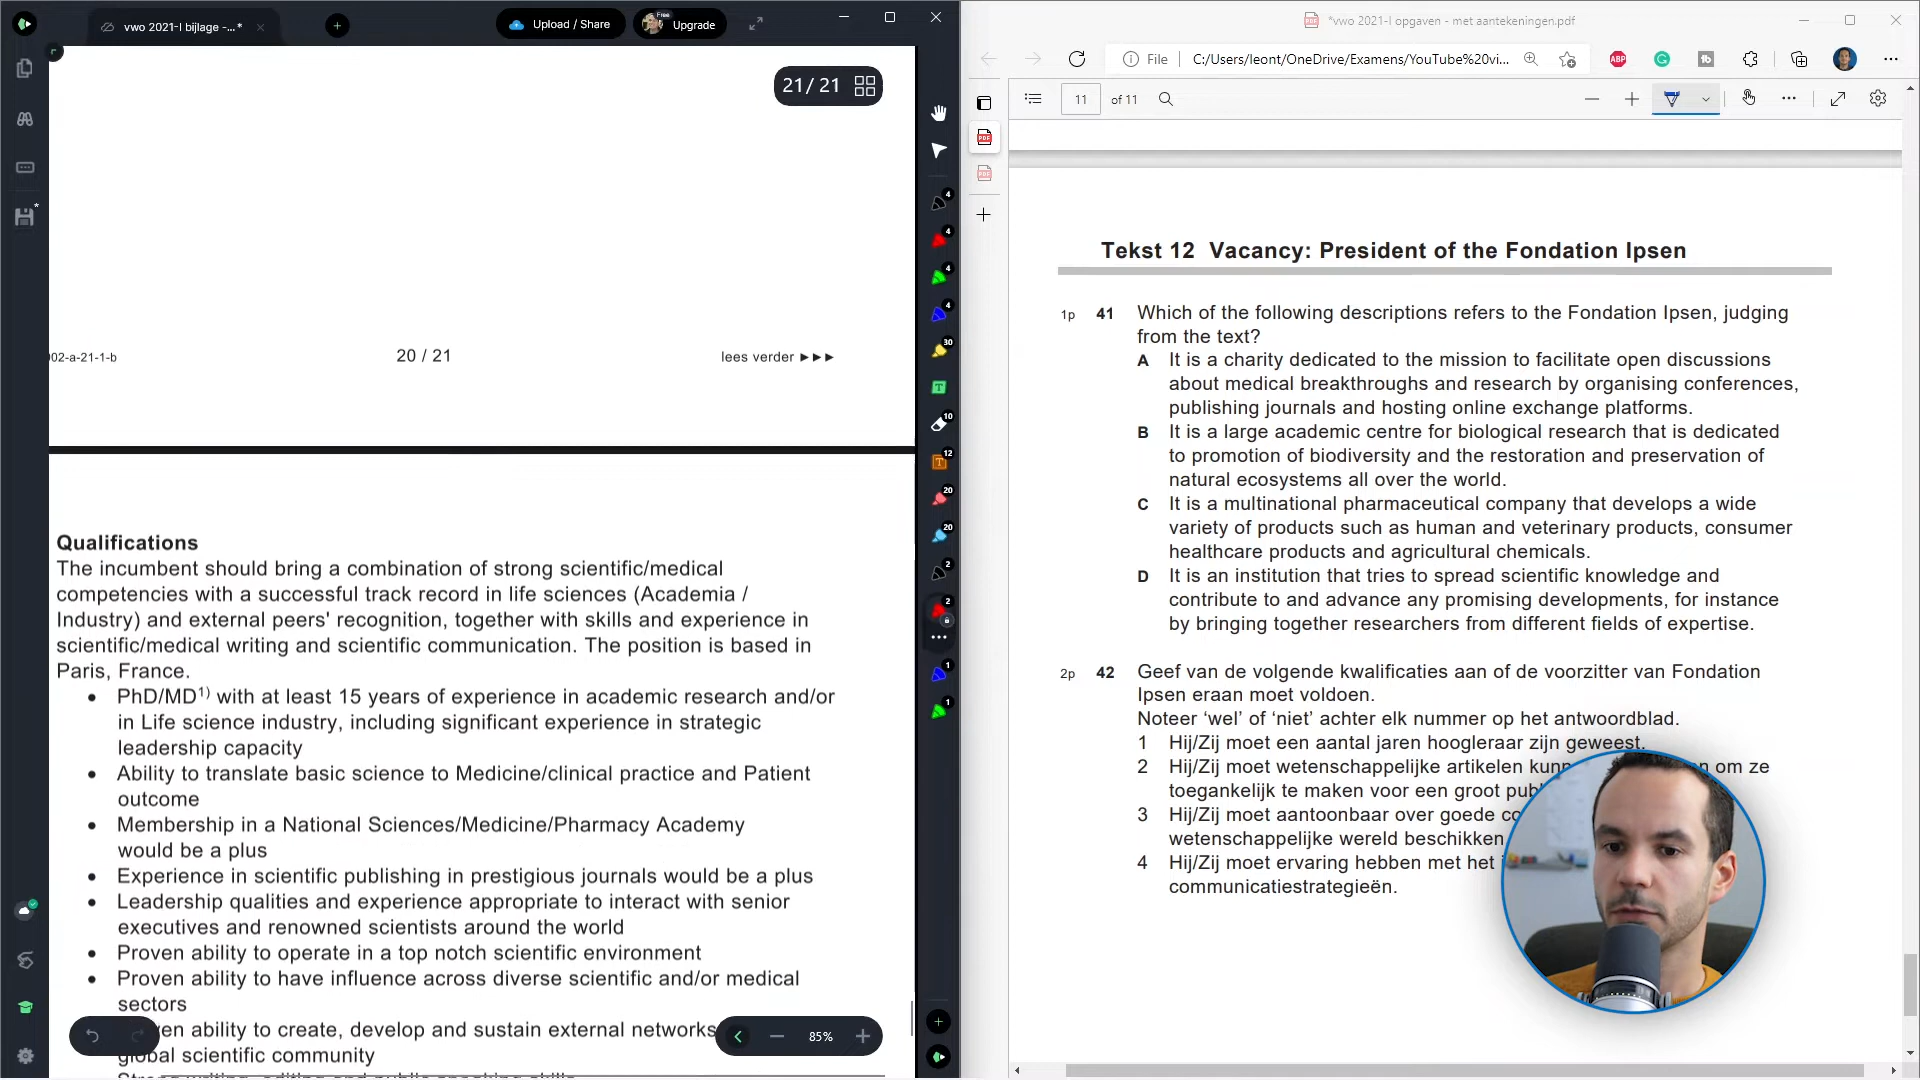 vwo 2021-I bijlage -...*
Upload / Share
Free
Upgrade
21/ 21
02-a-21-1-b
20 / 21
lees verder ►►►
Qualifications
The incumbent should bring a combination of strong scientific/medical
competencies with a successful track record in life sciences (Academia /
Industry) and external peers' recognition, together with skills and experience in
scientific/medical writing and scientific communication. The position is based in
Paris, France.
• PhD/MD1) with at least 15 years of experience in academic research and/or
in Life science industry, including significant experience in strategic
leadership capacity
• Ability to translate basic science to Medicine/clinical practice and Patient
outcome
• Membership in a National Sciences/Medicine/Pharmacy Academy
would be a plus
• Experience in scientific publishing in prestigious journals would be a plus
• Leadership qualities and experience appropriate to interact with senior
executives and renowned scientists around the world
• Proven ability to operate in a top notch scientific environment
• Proven ability to have influence across diverse scientific and/or medical
sectors
ability to create, develop and sustain external networks
global scientific community
85%
4
4
4
4
30
10
12
20
20
2
2
1
1
*vwo 2021-I opgaven - met aantekeningen.pdf
File
C:/Users/leont/OneDrive/Examens/YouTube%20vi...
ABP
11
of 11
Tekst 12 Vacancy: President of the Fondation Ipsen
1p 41 Which of the following descriptions refers to the Fondation Ipsen, judging
from the text?
A It is a charity dedicated to the mission to facilitate open discussions
about medical breakthroughs and research by organising conferences,
publishing journals and hosting online exchange platforms.
B It is a large academic centre for biological research that is dedicated
to promotion of biodiversity and the restoration and preservation of
natural ecosystems all over the world.
C It is a multinational pharmaceutical company that develops a wide
variety of products such as human and veterinary products, consumer
healthcare products and agricultural chemicals.
D It is an institution that tries to spread scientific knowledge and
contribute to and advance any promising developments, for instance
by bringing together researchers from different fields of expertise.
2p 42 Geef van de volgende kwalificaties aan of de voorzitter van Fondation
Ipsen eraan moet voldoen.
Noteer ‘wel’ of ‘niet’ achter elk nummer op het antwoordblad.
1 Hij/Zij moet een aantal jaren hoogleraar zijn geweest.
2 Hij/Zij moet wetenschappelijke artikelen om ze
toegankelijk te maken voor een groot
3 Hij/Zij moet aantoonbaar over goede
wetenschappelijke wereld beschikken
4 Hij/Zij moet ervaring hebben met het
communicatiestrategieën.